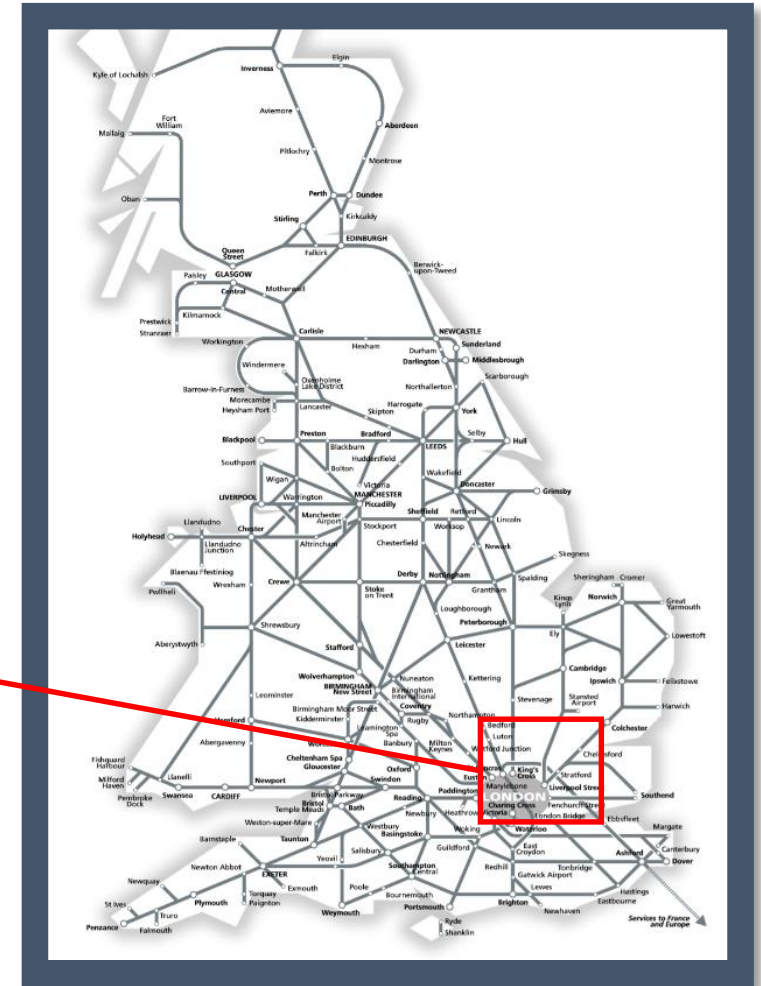 Elgin
Inverness
Kyle of Lochalsh
Aviemore
Fort
William
Mallaig
Aberdeen
Pitlochry
Montrose
Perth
Dundee
Oban
Stirling
Kirkcaldy
EDINBURGH
Queen
Street
Falkirk
GLASGOW
Central
Paisley
Motherwell
Berwick-
upon-Tweed
Prestwick
Kilmarnock
Stranraer
Carlisle
NEWCASTLE
Workington
Hexham
Sunderland
Durham
Darlington
Middlesbrough
Windermere
Oxenholme
Lake District
Scarborough
Northallerton
Barrow-in-Furness
Morecambe
Heysham Port
Lancaster
Harrogate
Skipton
York
Blackpool
Preston
Bradford
Selby
Hull
Blackburn
LEEDS
Huddersfield
Southport
Bolton
Wakefield
Wigan
Victoria
MANCHESTER
Piccadilly
Doncaster
Grimsby
LIVERPOOL
Warrington
Manchester
Airport
Stockport
Sheffield
Retford
Worksop
Lincoln
Llandudno
Holyhead
Llandudno
Junction
Chester
Altrincham
Chesterfield
Newark
Skegness
Blaenau Ffestiniog
Pwllheli
Wrexham
Crewe
Stoke
on Trent
Derby
Nottingham
Grantham
Spalding
Sheringham
Cromer
Kings
Lynn
Norwich
Great
Yarmouth
Loughborough
Peterborough
Shrewsbury
Aberystwyth
Stafford
Leicester
Ely
Lowestoft
Wolverhampton
BIRMINGHAM
New Street
Nuneaton
Birmingham
International
Kettering
Cambridge
Ipswich
Felixstowe
Leominster
Birmingham Moor Street
Kidderminster
Coventry
Rugby
Stevenage
Stansted
Airport
Harwich
Hereford
Leamington
Spa
Northampton
Bedford
Colchester
Abergavenny
Banbury
Milton
Keynes
Luton
Watford Junction
Chelmsford
Fishguard
Harbour
Cheltenham Spa
Gloucester
Oxford
Euston
King's
Cross
Stratford
Milford
Haven
Llanelli
Swindon
Marylebone
Liverpool Street
Pembroke
Dock
Swansea
CARDIFF
Newport
Bristol Parkway
Bristol
Temple Meads
Bath
Reading
Paddington
LONDON
Southend
Heathrow
Victoria
Charing Cross
Fenchurch Street
London Bridge
Weston-super-Mare
Newbury
Waterloo
Ebbsfleet
Westbury
Basingstoke
Woking
Margate
Barnstaple
Taunton
Salisbury
Guildford
East
Croydon
Canterbury
Yeovil
Redhill
Tonbridge
Ashford
Dover
Newton Abbot
EXETER
Southampton
Central
Gatwick Airport
Newquay
Exmouth
Poole
Lewes
Hastings
St Ives
Plymouth
Torquay
Paignton
Bournemouth
Eastbourne
Truro
Weymouth
Portsmouth
Brighton
Newhaven
Penzance
Falmouth
Ryde
Shanklin
Services to France
and Europe